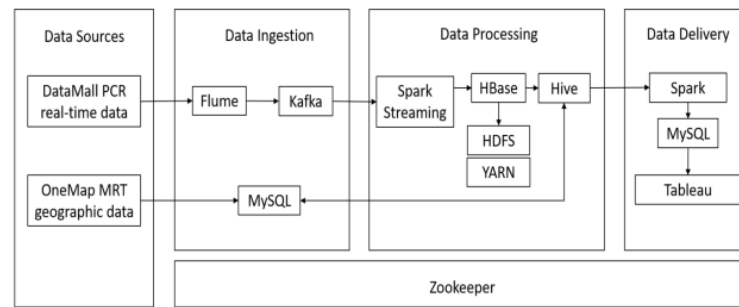 Data Sources
DataMall PCR
real-time data
OneMap MRT
geographic data
Data Ingestion
Flume
Kafka
MySQL
Data Processing
Spark
Streaming
HBase
Hive
HDFS
YARN
Data Delivery
Spark
MySQL
Tableau
Zookeeper